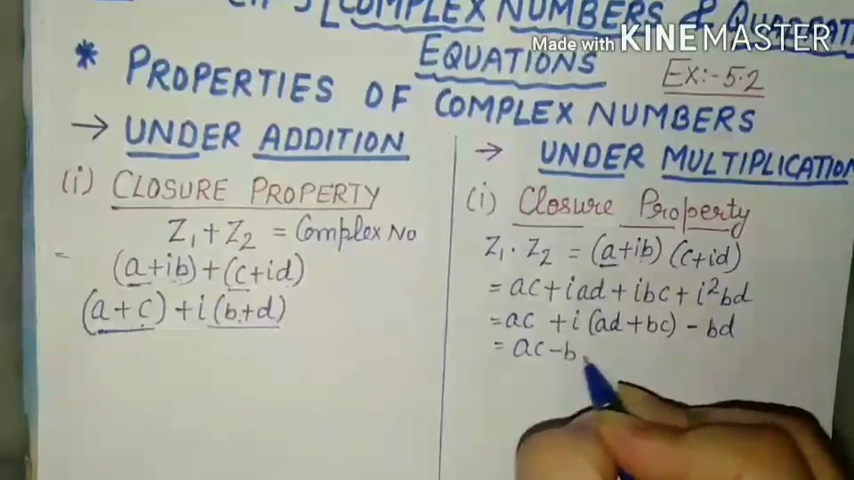 COMPLEX NUMBERS & QUADRATI
EQUATIONS
Made with KINEMASTER
Ex:-5.2
* PROPERTIES OF COMPLEX NUMBERS
→ UNDER ADDITION
(i) CLOSURE PROPERTY
Z₁+Z₂ = Complex No
=
(a+ib)+(c+id)
(a+c)+i(b+d)
→ UNDER MULTIPLICATION
(i) Closure Property
Z₁.Z₂ = (a+ib)(c+id)
= ac+iad+ibc+i²bd
= ac +i(ad+bc)-bd
= ac-b